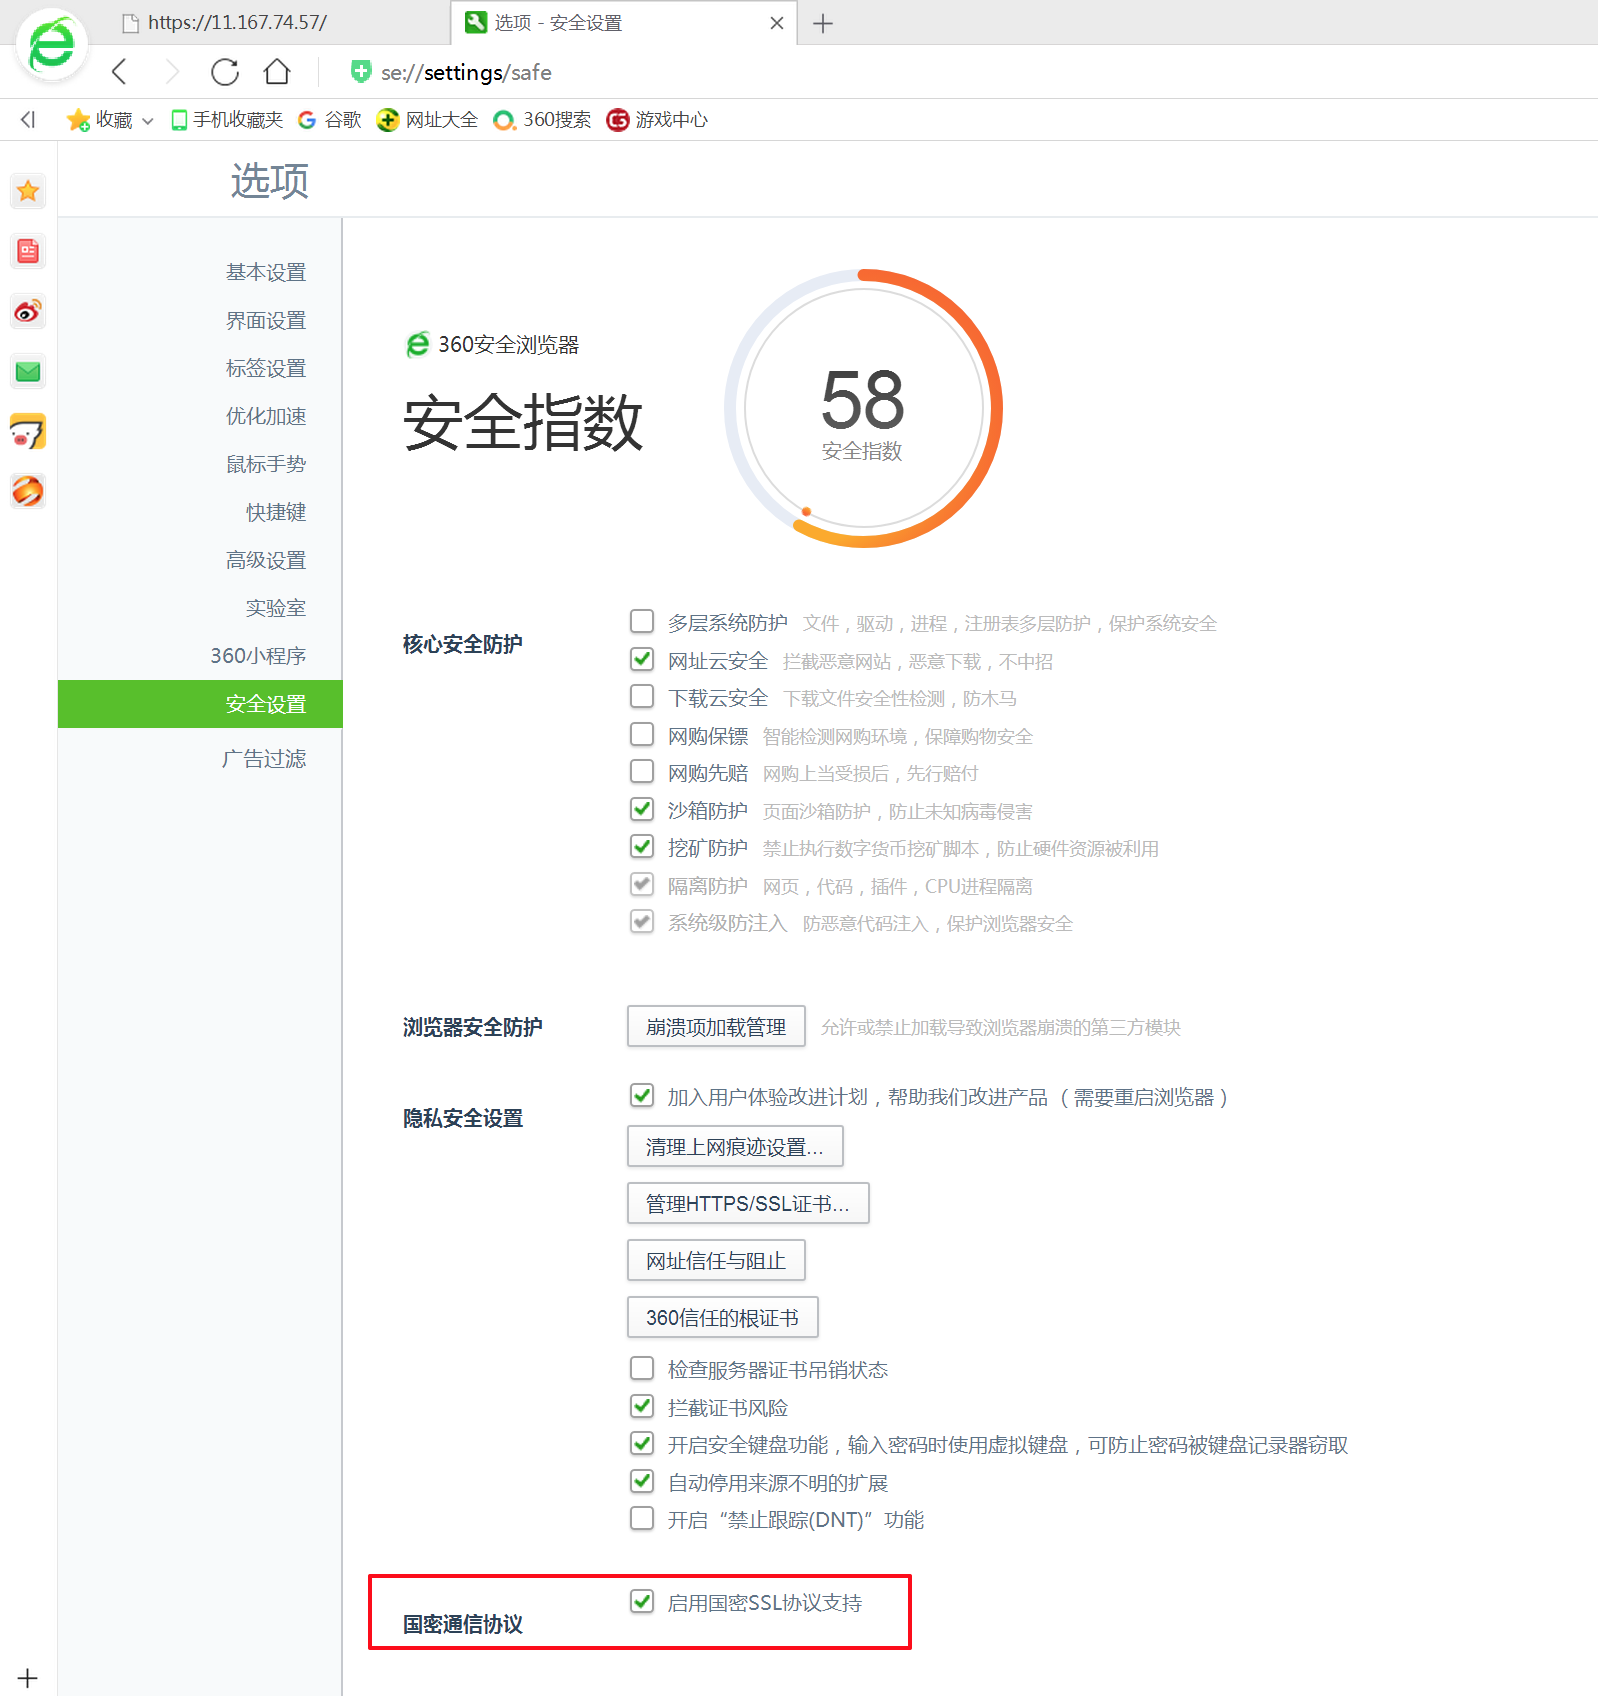 https://11.167.74.57/
选项 - 安全设置
se://settings/safe
收藏
手机收藏夹
谷歌
网址大全
360搜索
游戏中心
选项
基本设置
界面设置
标签设置
优化加速
鼠标手势
快捷键
高级设置
实验室
360小程序
安全设置
广告过滤
360安全浏览器
安全指数
58
安全指数
核心安全防护
多层系统防护 文件，驱动，进程，注册表多层防护，保护系统安全
网址云安全 拦截恶意网站，恶意下载，不中招
下载云安全 下载文件安全性检测，防木马
网购保镖 智能检测网购环境，保障购物安全
网购先赔 网购上当受损后，先行赔付
沙箱防护 页面沙箱防护，防止未知病毒侵害
挖矿防护 禁止执行数字货币挖矿脚本，防止硬件资源被利用
隔离防护 网页，代码，插件，CPU进程隔离
系统级防注入 防恶意代码注入，保护浏览器安全
浏览器安全防护
崩溃项加载管理 允许或禁止加载导致浏览器崩溃的第三方模块
隐私安全设置
加入用户体验改进计划，帮助我们改进产品（需要重启浏览器）
清理上网痕迹设置...
管理HTTPS/SSL证书...
网址信任与阻止
360信任的根证书
检查服务器证书吊销状态
拦截证书风险
开启安全键盘功能，输入密码时使用虚拟键盘，可防止密码被键盘记录器窃取
自动停用来源不明的扩展
开启“禁止跟踪(DNT)”功能
国密通信协议
启用国密SSL协议支持